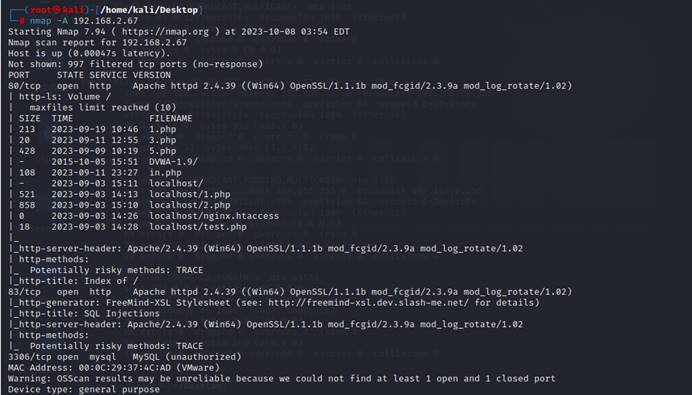 ┌──(root㉿kali)-[/home/kali/Desktop]
└─# nmap -A 192.168.2.67
Starting Nmap 7.94 ( https://nmap.org ) at 2023-10-08 03:54 EDT
Nmap scan report for 192.168.2.67
Host is up (0.00047s latency).
Not shown: 997 filtered tcp ports (no-response)
PORT     STATE SERVICE VERSION
80/tcp   open  http    Apache httpd 2.4.39 ((Win64) OpenSSL/1.1.1b mod_fcgid/2.3.9a mod_log_rotate/1.02)
| http-ls: Volume /
|   maxfiles limit reached (10)
| SIZE  TIME              FILENAME
| 213   2023-09-19 10:46  1.php
| 20    2023-09-11 12:55  3.php
| 428   2023-09-09 10:19  5.php
| -     2015-10-05 15:51  DVWA-1.9/
| 108   2023-09-11 23:27  in.php
| -     2023-09-03 15:11  localhost/
| 521   2023-09-03 14:13  localhost/1.php
| 858   2023-09-03 15:10  localhost/2.php
| 0     2023-09-03 14:26  localhost/nginx.htaccess
| 18    2023-09-03 14:28  localhost/test.php
|_
|_http-server-header: Apache/2.4.39 (Win64) OpenSSL/1.1.1b mod_fcgid/2.3.9a mod_log_rotate/1.02
| http-methods:
|_  Potentially risky methods: TRACE
|_http-title: Index of /
83/tcp   open  http    Apache httpd 2.4.39 ((Win64) OpenSSL/1.1.1b mod_fcgid/2.3.9a mod_log_rotate/1.02)
|_http-generator: FreeMind-XSL Stylesheet (see: http://freemind-xsl.dev.slash-me.net/ for details)
|_http-title: SQL Injections
|_http-server-header: Apache/2.4.39 (Win64) OpenSSL/1.1.1b mod_fcgid/2.3.9a mod_log_rotate/1.02
| http-methods:
|_  Potentially risky methods: TRACE
3306/tcp open  mysql   MySQL (unauthorized)
MAC Address: 00:0C:29:37:4C:AD (VMware)
Warning: OSScan results may be unreliable because we could not find at least 1 open and 1 closed port
Device type: general purpose